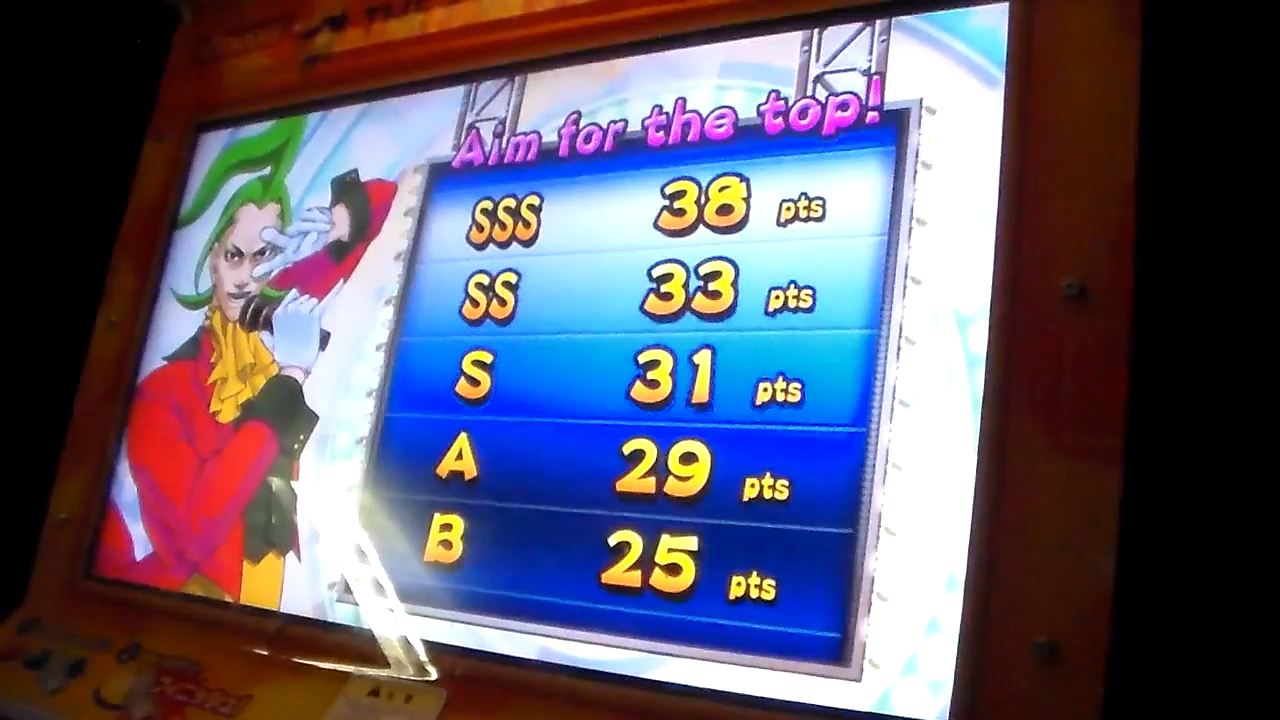 Aim for the top!
SSS 38 pts
SS 33 pts
S 31 pts
A 29 pts
B 25 pts